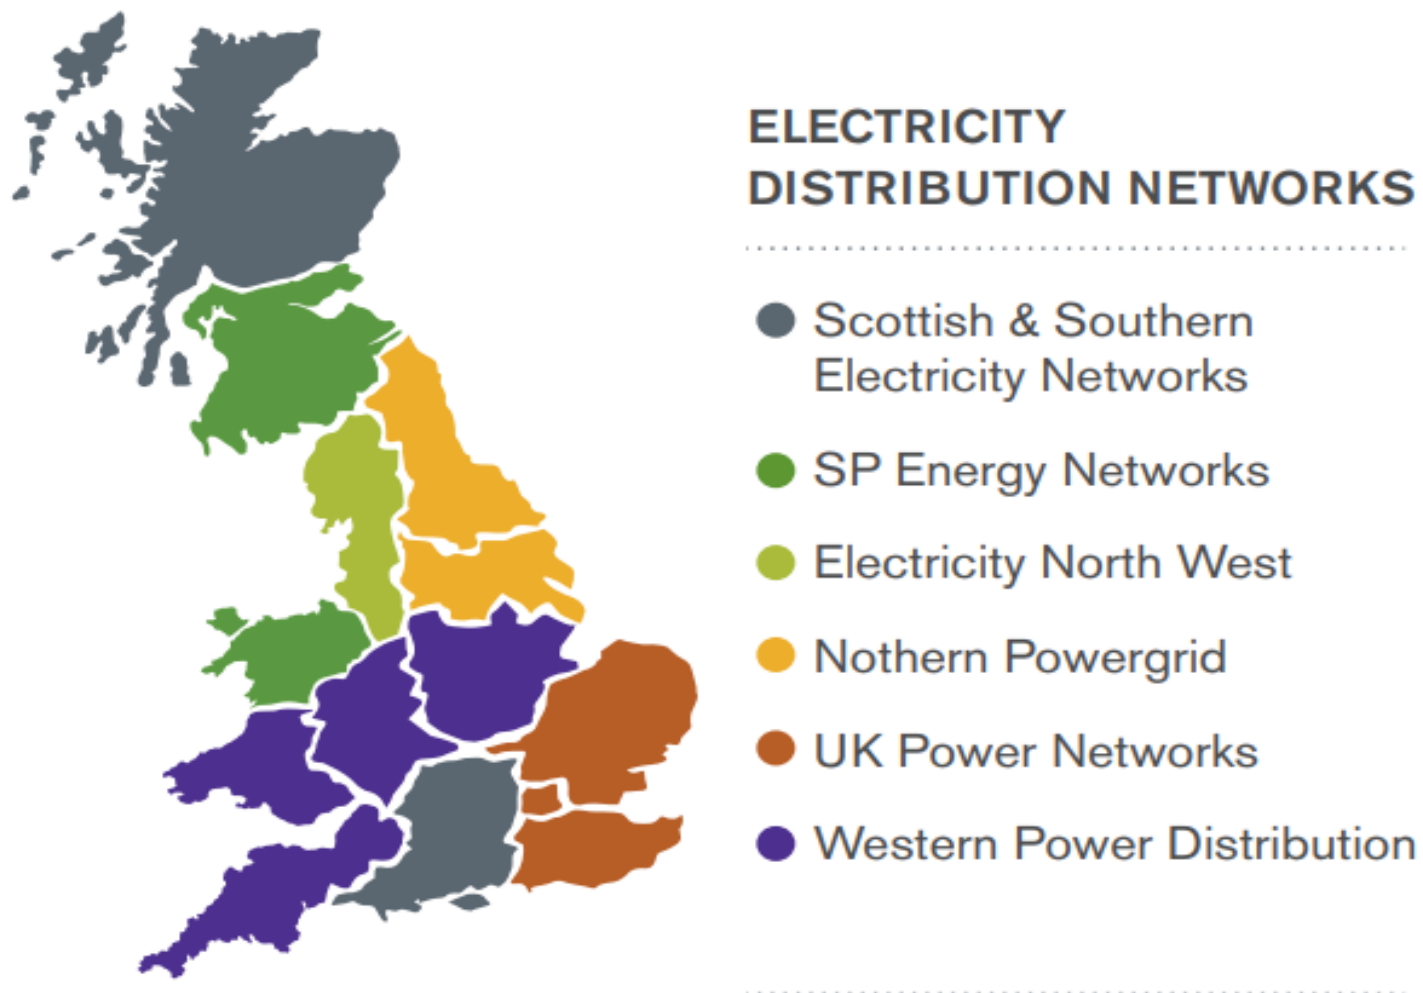 ELECTRICITY
DISTRIBUTION NETWORKS
Scottish & Southern
Electricity Networks
SP Energy Networks
Electricity North West
Nothern Powergrid
UK Power Networks
Western Power Distribution